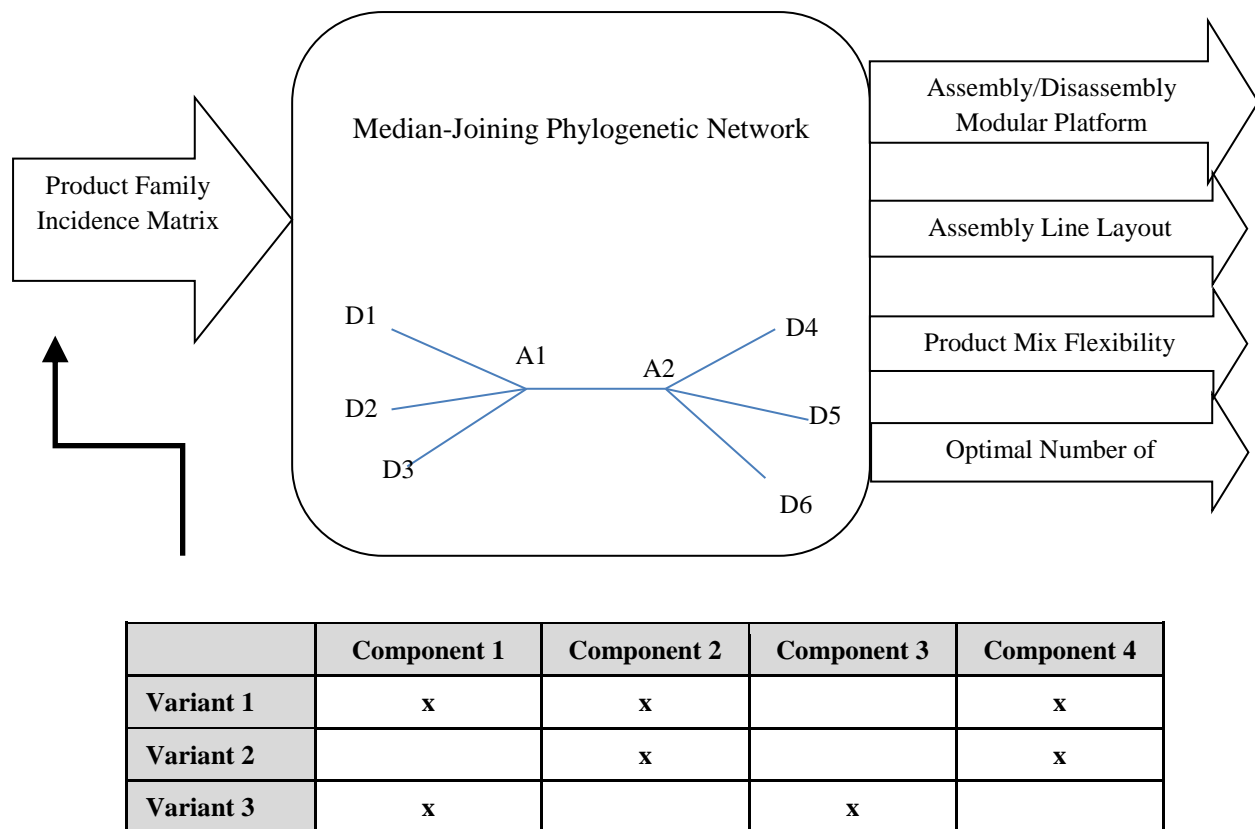 Product Family
Incidence Matrix
Median-Joining Phylogenetic Network
D1
D2
D3
A1
A2
D4
D5
D6
Assembly/Disassembly
Modular Platform
Assembly Line Layout
Product Mix Flexibility
Optimal Number of
Component 1 Component 2 Component 3 Component 4
Variant 1 x x x
Variant 2 x x
Variant 3 x x